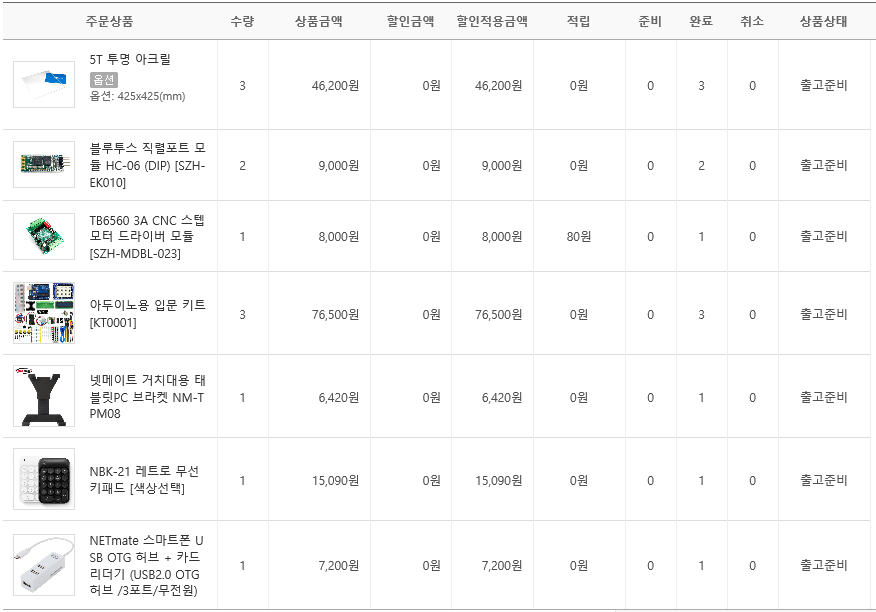 주문상품 수량 상품금액 할인금액 할인적용금액 적립 준비 완료 취소 상품상태
5T 투명 아크릴
옵션
옵션: 425x425(mm)
3 46,200원 0원 46,200원 0원 0 3 0 출고준비
블루투스 직렬포트 모
듈 HC-06 (DIP) [SZH-
EK010]
2 9,000원 0원 9,000원 0원 0 2 0 출고준비
TB6560 3A CNC 스텝
모터 드라이버 모듈
[SZH-MDBL-023]
1 8,000원 0원 8,000원 80원 0 1 0 출고준비
아두이노용 입문 키트
[KT0001]
3 76,500원 0원 76,500원 0원 0 3 0 출고준비
넷메이트 거치대용 태
블릿PC 브라켓 NM-T
PM08
1 6,420원 0원 6,420원 0원 0 1 0 출고준비
NBK-21 레트로 무선
키패드 [색상선택]
1 15,090원 0원 15,090원 0원 0 1 0 출고준비
NETmate 스마트폰 U
SB OTG 허브 + 카드
리더기 (USB2.0 OTG
허브 /3포트/무전원)
1 7,200원 0원 7,200원 0원 0 1 0 출고준비